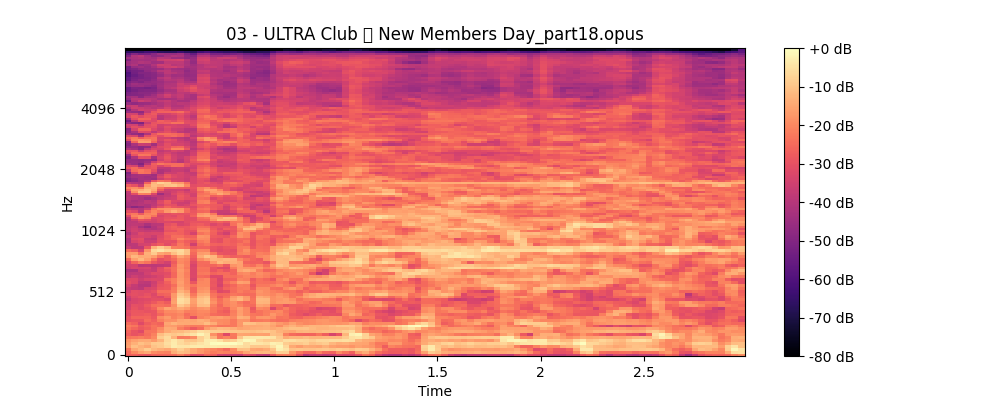 03 - ULTRA Club ▯ New Members Day_part18.opus
Hz
4096
2048
1024
512
0
0
0.5
1
1.5
2
2.5
Time
+0 dB
-10 dB
-20 dB
-30 dB
-40 dB
-50 dB
-60 dB
-70 dB
-80 dB